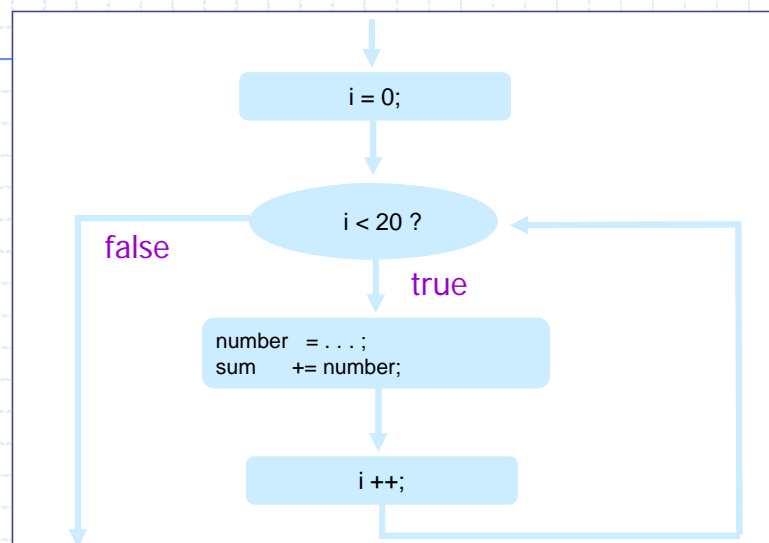 i = 0;
i < 20 ?
false
true
number = . . . ;
sum += number;
i ++;